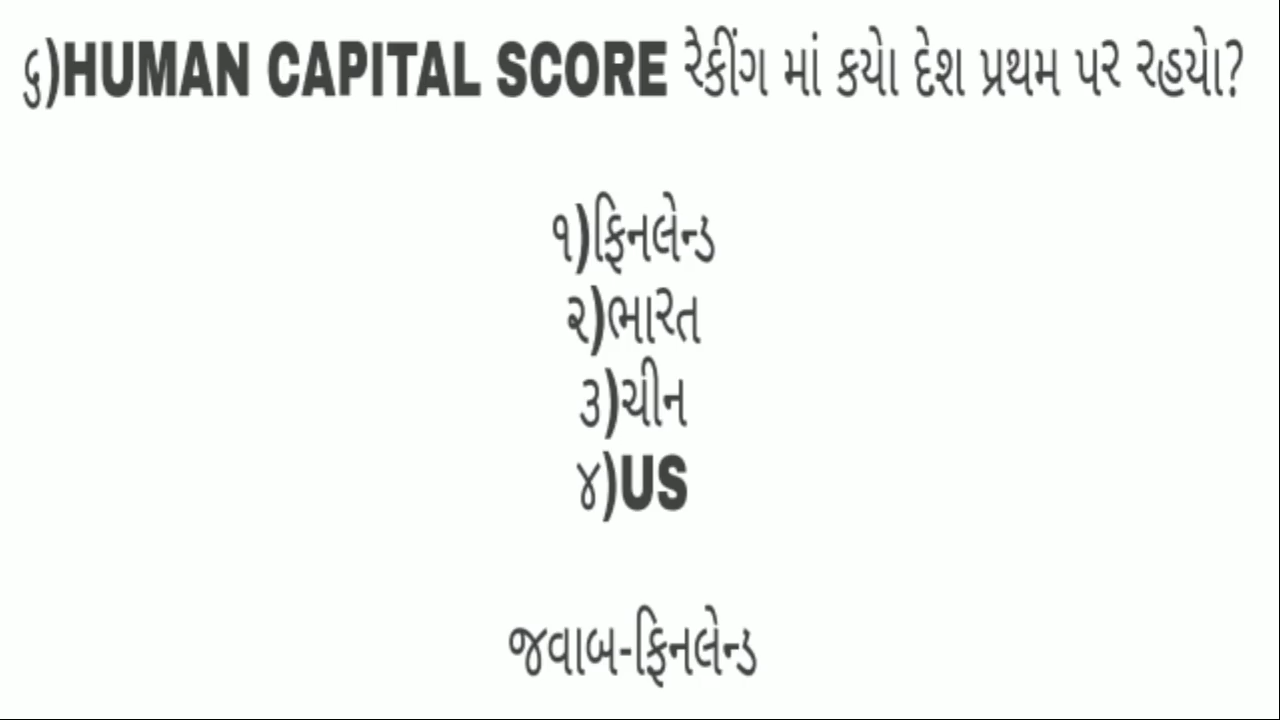 ૬)HUMAN CAPITAL SCORE રેકીંગ માં કયો દેશ પ્રથમ પર રહયો?
૧)ફિનલેન્ડ
૨)ભારત
૩)ચીન
૪)US
જવાબ-ફિનલેન્ડ